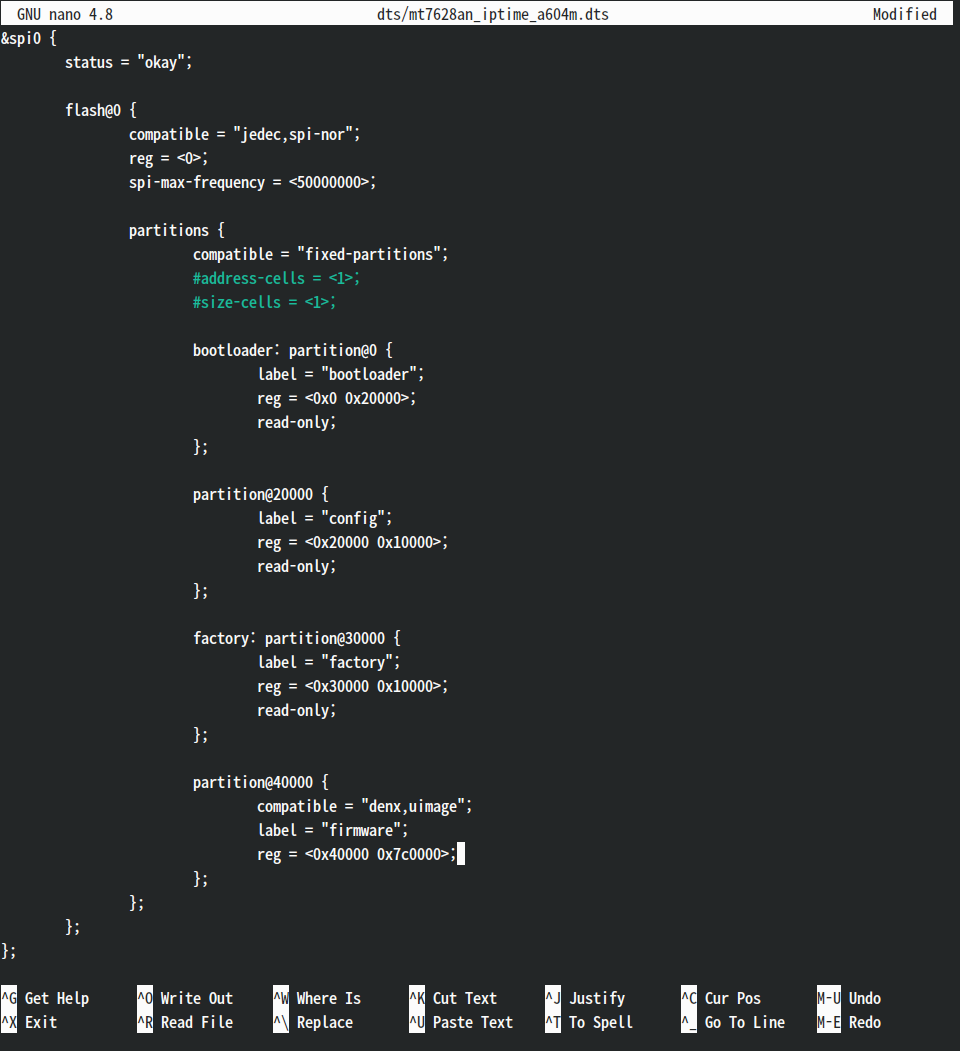 GNU nano 4.8 dts/mt7628an_iptime_a604m.dts Modified
&spi0 {
status = "okay";
flash@0 {
compatible = "jedec,spi-nor";
reg = <0>;
spi-max-frequency = <50000000>;
partitions {
compatible = "fixed-partitions";
#address-cells = <1>;
#size-cells = <1>;
bootloader: partition@0 {
label = "bootloader";
reg = <0x0 0x20000>;
read-only;
};
partition@20000 {
label = "config";
reg = <0x20000 0x10000>;
read-only;
};
factory: partition@30000 {
label = "factory";
reg = <0x30000 0x10000>;
read-only;
};
partition@40000 {
compatible = "denx,uimage";
label = "firmware";
reg = <0x40000 0x7c0000>;
};
};
};
};
^G Get Help ^O Write Out ^W Where Is ^K Cut Text ^J Justify ^C Cur Pos M-U Undo
^X Exit ^R Read File ^\ Replace ^U Paste Text ^T To Spell ^_ Go To Line M-E Redo